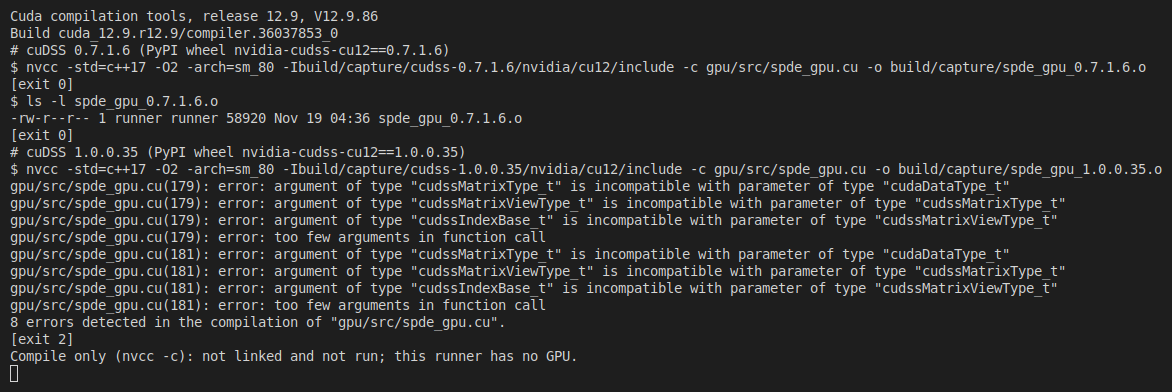 Cuda compilation tools, release 12.9, V12.9.86
Build cuda_12.9.r12.9/compiler.36037853_0
# cuDSS 0.7.1.6 (PyPI wheel nvidia-cudss-cu12==0.7.1.6)
$ nvcc -std=c++17 -O2 -arch=sm_80 -Ibuild/capture/cudss-0.7.1.6/nvidia/cu12/include -c gpu/src/spde_gpu.cu -o build/capture/spde_gpu_0.7.1.6.o
[exit 0]
$ ls -l spde_gpu_0.7.1.6.o
-rw-r--r-- 1 runner runner 58920 Nov 19 04:36 spde_gpu_0.7.1.6.o
[exit 0]
# cuDSS 1.0.0.35 (PyPI wheel nvidia-cudss-cu12==1.0.0.35)
$ nvcc -std=c++17 -O2 -arch=sm_80 -Ibuild/capture/cudss-1.0.0.35/nvidia/cu12/include -c gpu/src/spde_gpu.cu -o build/capture/spde_gpu_1.0.0.35.o
gpu/src/spde_gpu.cu(179): error: argument of type "cudssMatrixType_t" is incompatible with parameter of type "cudaDataType_t"
gpu/src/spde_gpu.cu(179): error: argument of type "cudssMatrixViewType_t" is incompatible with parameter of type "cudssMatrixType_t"
gpu/src/spde_gpu.cu(179): error: argument of type "cudssIndexBase_t" is incompatible with parameter of type "cudssMatrixViewType_t"
gpu/src/spde_gpu.cu(179): error: too few arguments in function call
gpu/src/spde_gpu.cu(181): error: argument of type "cudssMatrixType_t" is incompatible with parameter of type "cudaDataType_t"
gpu/src/spde_gpu.cu(181): error: argument of type "cudssMatrixViewType_t" is incompatible with parameter of type "cudssMatrixType_t"
gpu/src/spde_gpu.cu(181): error: argument of type "cudssIndexBase_t" is incompatible with parameter of type "cudssMatrixViewType_t"
gpu/src/spde_gpu.cu(181): error: too few arguments in function call
8 errors detected in the compilation of "gpu/src/spde_gpu.cu".
[exit 2]
Compile only (nvcc -c): not linked and not run; this runner has no GPU.